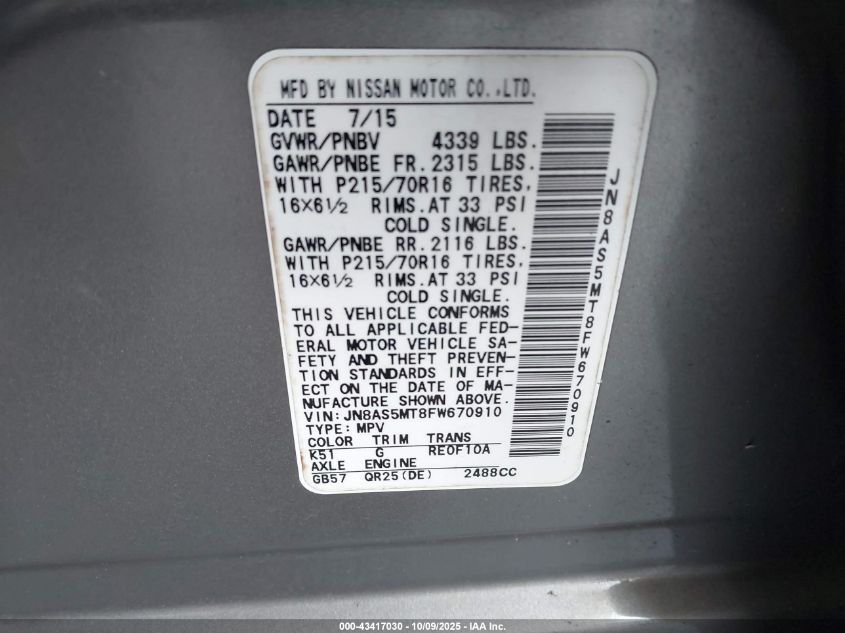 MFD BY NISSAN MOTOR CO.,LTD.
DATE 7/15
GVWR/PNBV 4339 LBS.
GAWR/PNBE FR. 2315 LBS.
WITH P215/70R16 TIRES,
16X6½ RIMS. AT 33 PSI
COLD SINGLE.
GAWR/PNBE RR. 2116 LBS.
WITH P215/70R16 TIRES,
16X6½ RIMS. AT 33 PSI
COLD SINGLE.
THIS VEHICLE CONFORMS
TO ALL APPLICABLE FED-
ERAL MOTOR VEHICLE SA-
FETY AND THEFT PREVEN-
TION STANDARDS IN EFF-
ECT ON THE DATE OF MA-
NUFACTURE SHOWN ABOVE.
VIN: JN8AS5MT8FW670910
TYPE: MPV
COLOR TRIM TRANS
K51 G RE0F10A
AXLE ENGINE
GB57 QR25(DE) 2488CC
JN8AS5MT8FW670910
000-43417030 - 10/09/2025 - IAA Inc.